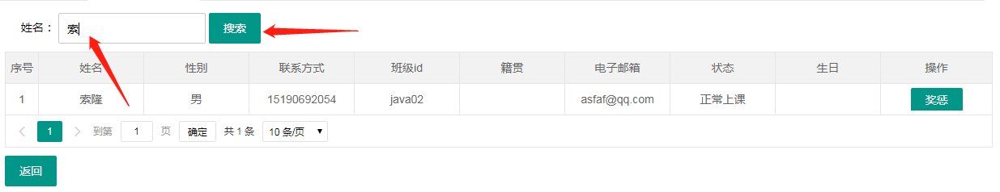 姓名： 索 搜索
序号 姓名 性别 联系方式 班级id 籍贯 电子邮箱 状态 生日 操作
1 索隆 男 15190692054 java02 asfaf@qq.com 正常上课 奖惩
1 到第 1 页 确定 共 1 条 10 条/页
返回